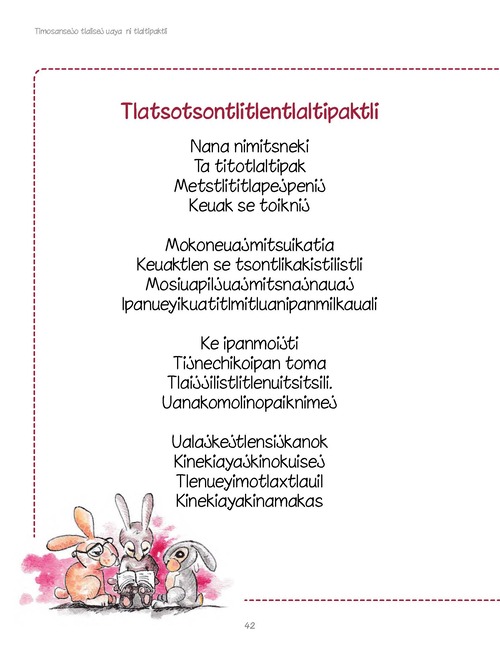 Timosansejo tlalisej uaya ni tlaltipaktli
Tlatsotsontlitlentlaltipaktli
Nana nimitsneki
Ta titotlaltipak
Metstlititlapejpenij
Keuak se toiknij
Mokoneuajmitsuikatia
Keuaktlen se tsontlikakistilistli
Mosiuapiljuajmitsnajnauaj
Ipanueyikuatitlmitluanipanmilkauali
Ke ipanmoijti
Tijnechikoipan toma
Tlaijjilistlitlenuitsitsili.
Uanakomolinopaiknimej
Ualajkejtlensijkanok
Kinekiayajkinokuisej
Tlenueyimotlaxtlauil
Kinekiayakinamakas
42